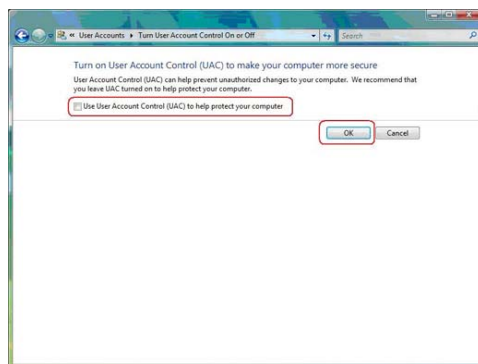 « User Accounts ▸ Turn User Account Control On or Off
Search
Turn on User Account Control (UAC) to make your computer more secure
User Account Control (UAC) can help prevent unauthorized changes to your computer. We recommend that
you leave UAC turned on to help protect your computer.
Use User Account Control (UAC) to help protect your computer
OK Cancel